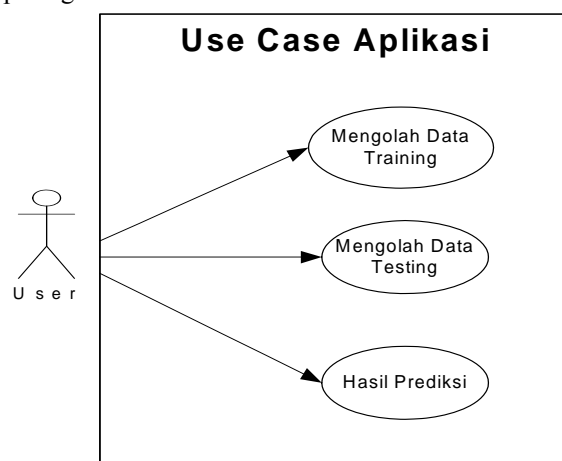 Use Case Aplikasi
Mengolah Data
Training
Mengolah Data
Testing
User
Hasil Prediksi